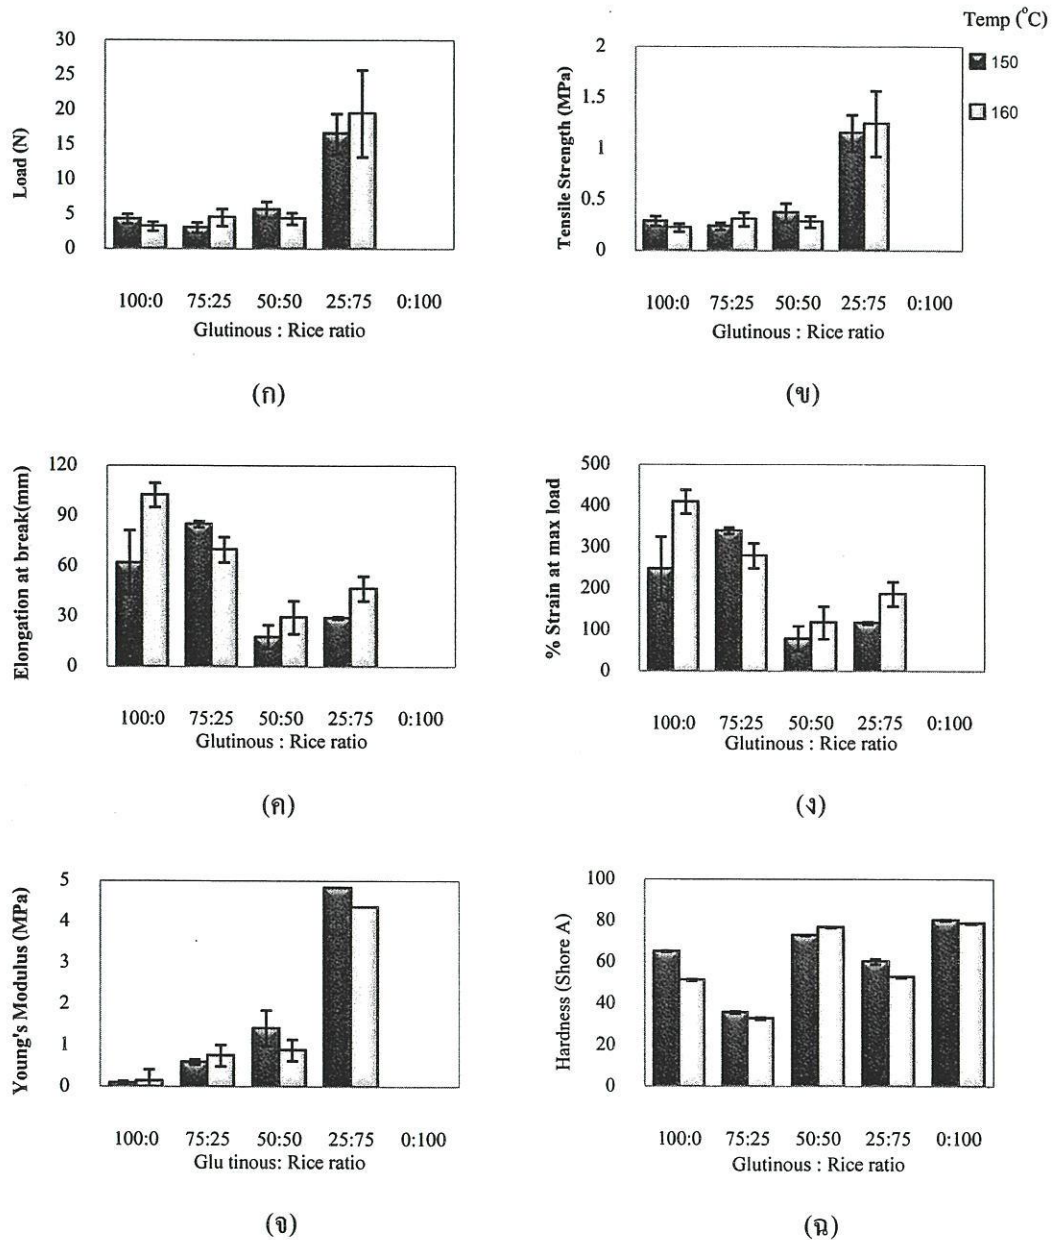 Temp (°C)
150
160
Load (N)
30
25
20
15
10
5
0
100:0 75:25 50:50 25:75 0:100
Glutinous : Rice ratio
(ก)
Tensile Strength (MPa)
2
1.5
1
0.5
0
100:0 75:25 50:50 25:75 0:100
Glutinous : Rice ratio
(ข)
Elongation at break(mm)
120
90
60
30
0
100:0 75:25 50:50 25:75 0:100
Glutinous : Rice ratio
(ค)
% Strain at max load
500
400
300
200
100
0
100:0 75:25 50:50 25:75 0:100
Glutinous : Rice ratio
(ง)
Young's Modulus (MPa)
5
4
3
2
1
0
100:0 75:25 50:50 25:75 0:100
Glu tinous: Rice ratio
(จ)
Hardness (Shore A)
100
80
60
40
20
0
100:0 75:25 50:50 25:75 0:100
Glutinous : Rice ratio
(ฉ)